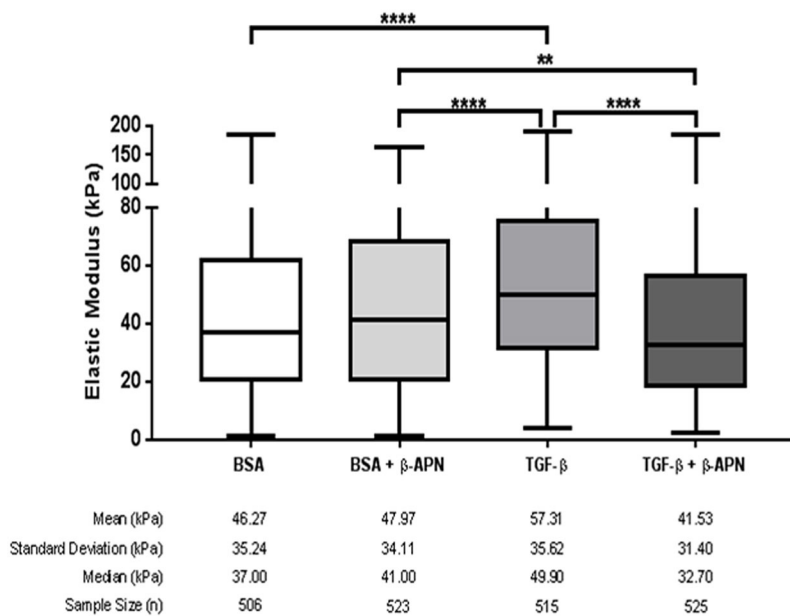 ****
**
**** ****
200
150
100
80
60
40
20
0
Elastic Modulus (kPa)
BSA BSA + β-APN TGF-β TGF-β + β-APN
Mean (kPa) 46.27 47.97 57.31 41.53
Standard Deviation (kPa) 35.24 34.11 35.62 31.40
Median (kPa) 37.00 41.00 49.90 32.70
Sample Size (n) 506 523 515 525